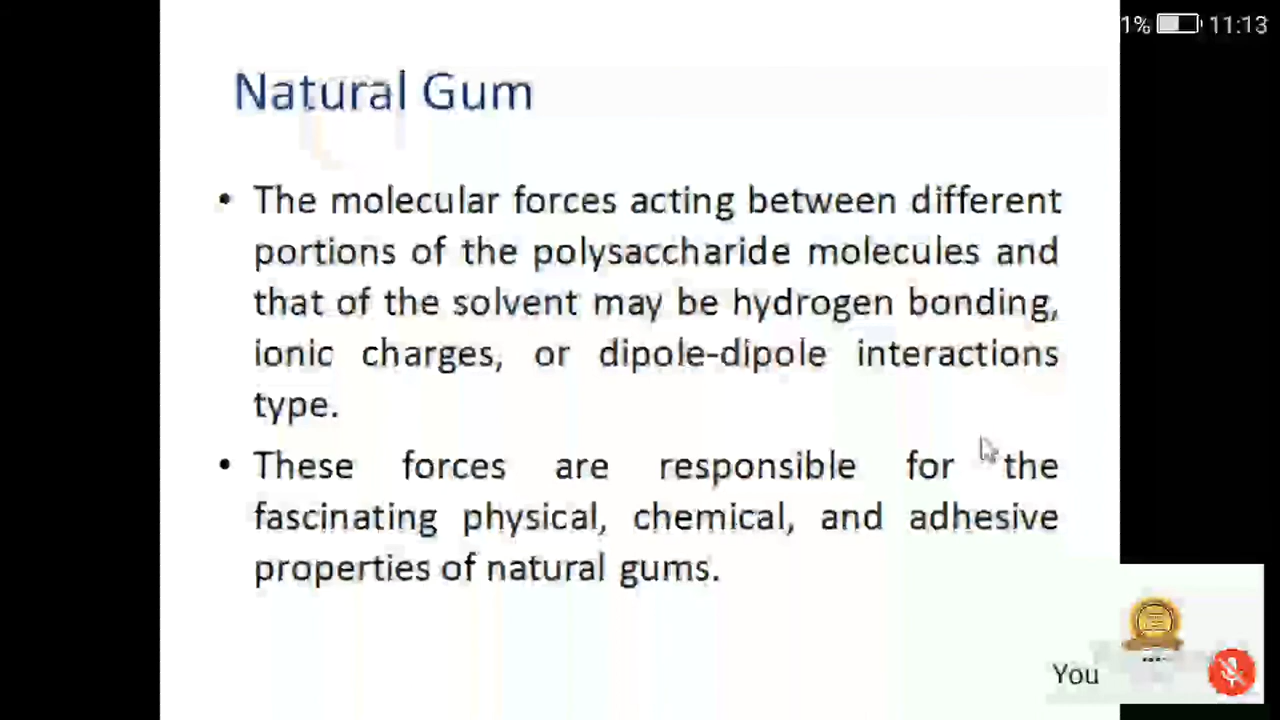 1% 11:13
Natural Gum
• The molecular forces acting between different
portions of the polysaccharide molecules and
that of the solvent may be hydrogen bonding,
ionic charges, or dipole-dipole interactions
type.
• These forces are responsible for the
fascinating physical, chemical, and adhesive
properties of natural gums.
You